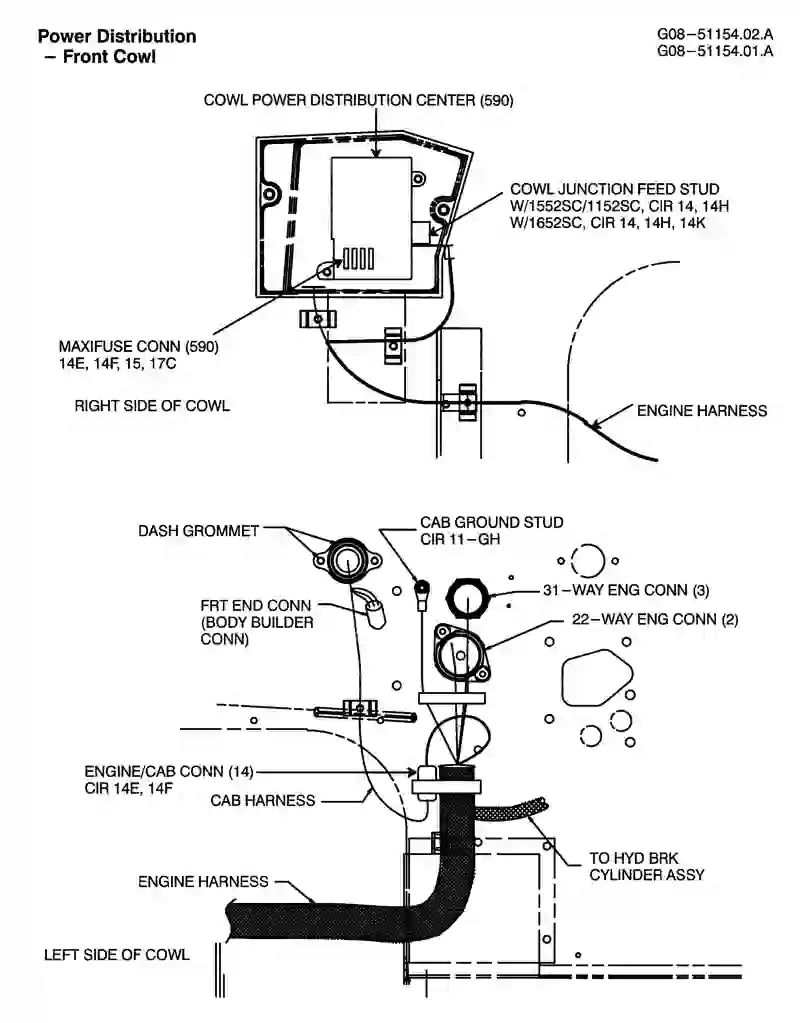 Power Distribution
– Front Cowl
G08–51154.02.A
G08–51154.01.A
COWL POWER DISTRIBUTION CENTER (590)
COWL JUNCTION FEED STUD
W/1552SC/1152SC, CIR 14, 14H
W/1652SC, CIR 14, 14H, 14K
MAXIFUSE CONN (590)
14E, 14F, 15, 17C
RIGHT SIDE OF COWL
ENGINE HARNESS
DASH GROMMET
CAB GROUND STUD
CIR 11–GH
31–WAY ENG CONN (3)
FRT END CONN
(BODY BUILDER
CONN)
22–WAY ENG CONN (2)
ENGINE/CAB CONN (14)
CIR 14E, 14F
CAB HARNESS
TO HYD BRK
CYLINDER ASSY
ENGINE HARNESS
LEFT SIDE OF COWL